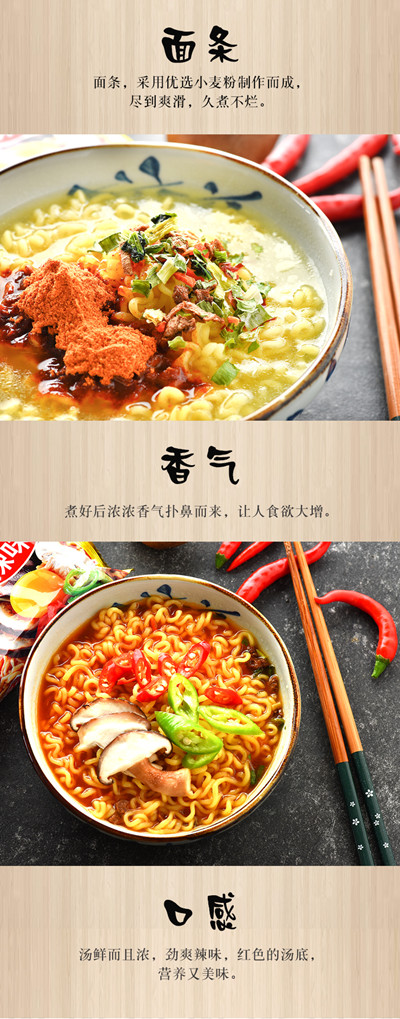 面条
面条，采用优选小麦粉制作而成，
尽到爽滑，久煮不烂。
香气
煮好后浓浓香气扑鼻而来，让人食欲大增。
辣味
口感
汤鲜而且浓，劲爽辣味，红色的汤底，
营养又美味。